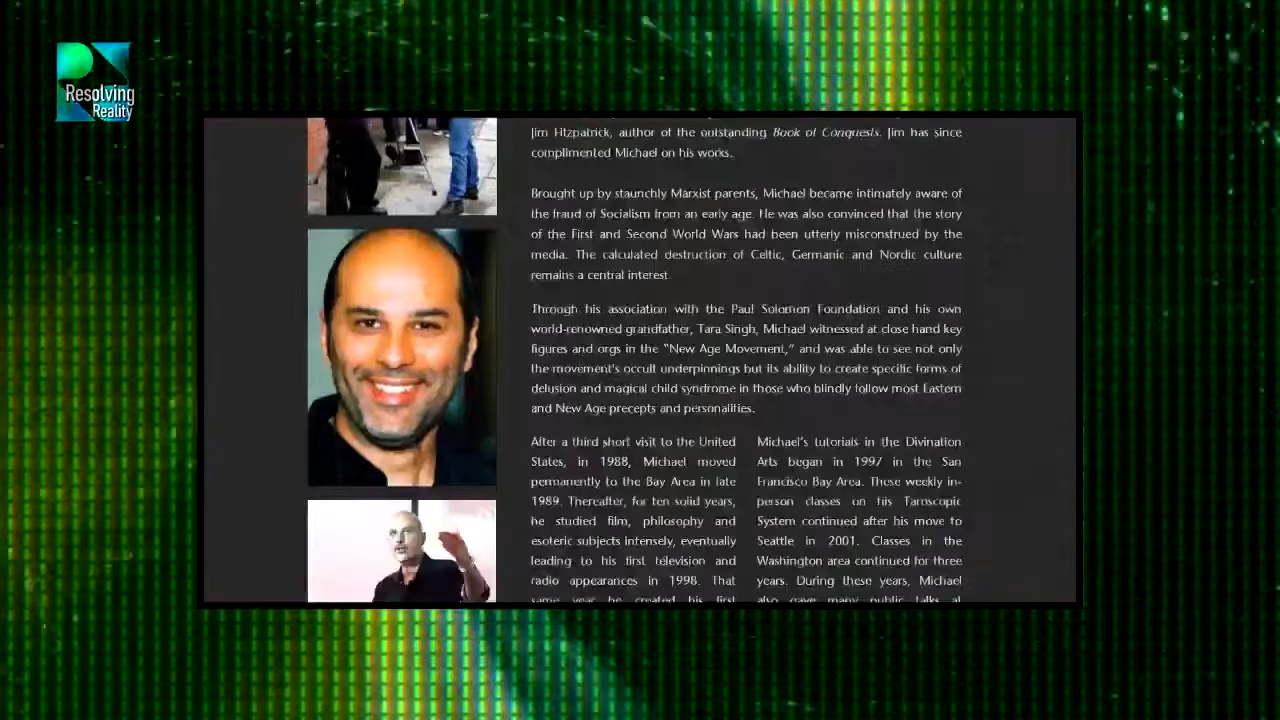 Resolving
Reality
Jim Fitzpatrick, author of the outstanding Book of Conquests. Jim has since
complimented Michael on his works.
Brought up by staunchly Marxist parents, Michael became intimately aware of
the fraud of Socialism from an early age. He was also convinced that the story
of the First and Second World Wars had been utterly misconstrued by the
media. The calculated destruction of Celtic, Germanic and Nordic culture
remains a central interest.
Through his association with the Paul Solomon Foundation and his own
world-renowned grandfather, Tara Singh, Michael witnessed at close hand key
figures and orgs in the “New Age Movement,” and was able to see not only
the movement's occult underpinnings but its ability to create specific forms of
delusion and magical child syndrome in those who blindly follow most Eastern
and New Age precepts and personalities.
After a third short visit to the United
States, in 1988, Michael moved
permanently to the Bay Area in late
1989. Thereafter, for ten solid years,
he studied film, philosophy and
esoteric subjects intensely, eventually
leading to his first television and
radio appearances in 1998. That
same year he created his first
Michael’s tutorials in the Divination
Arts began in 1997 in the San
Francisco Bay Area. These weekly in-
person classes on his Taroscopic
System continued after his move to
Seattle in 2001. Classes in the
Washington area continued for three
years. During these years, Michael
also gave many public talks at